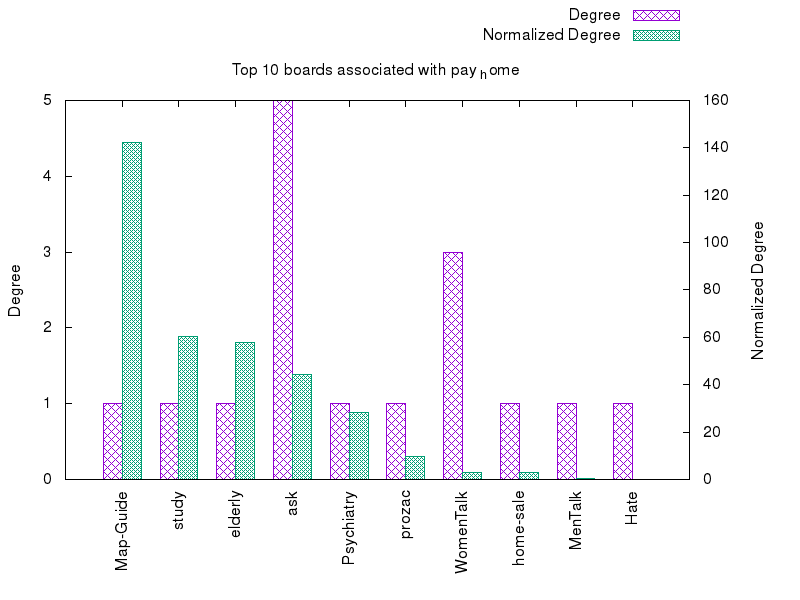 Degree
Normalized Degree
Top 10 boards associated with pay home
5
4
3
2
1
0
160
140
120
100
80
60
40
20
0
Degree
Normalized Degree
Map-Guide
study
elderly
ask
Psychiatry
prozac
WomenTalk
home-sale
MenTalk
Hate